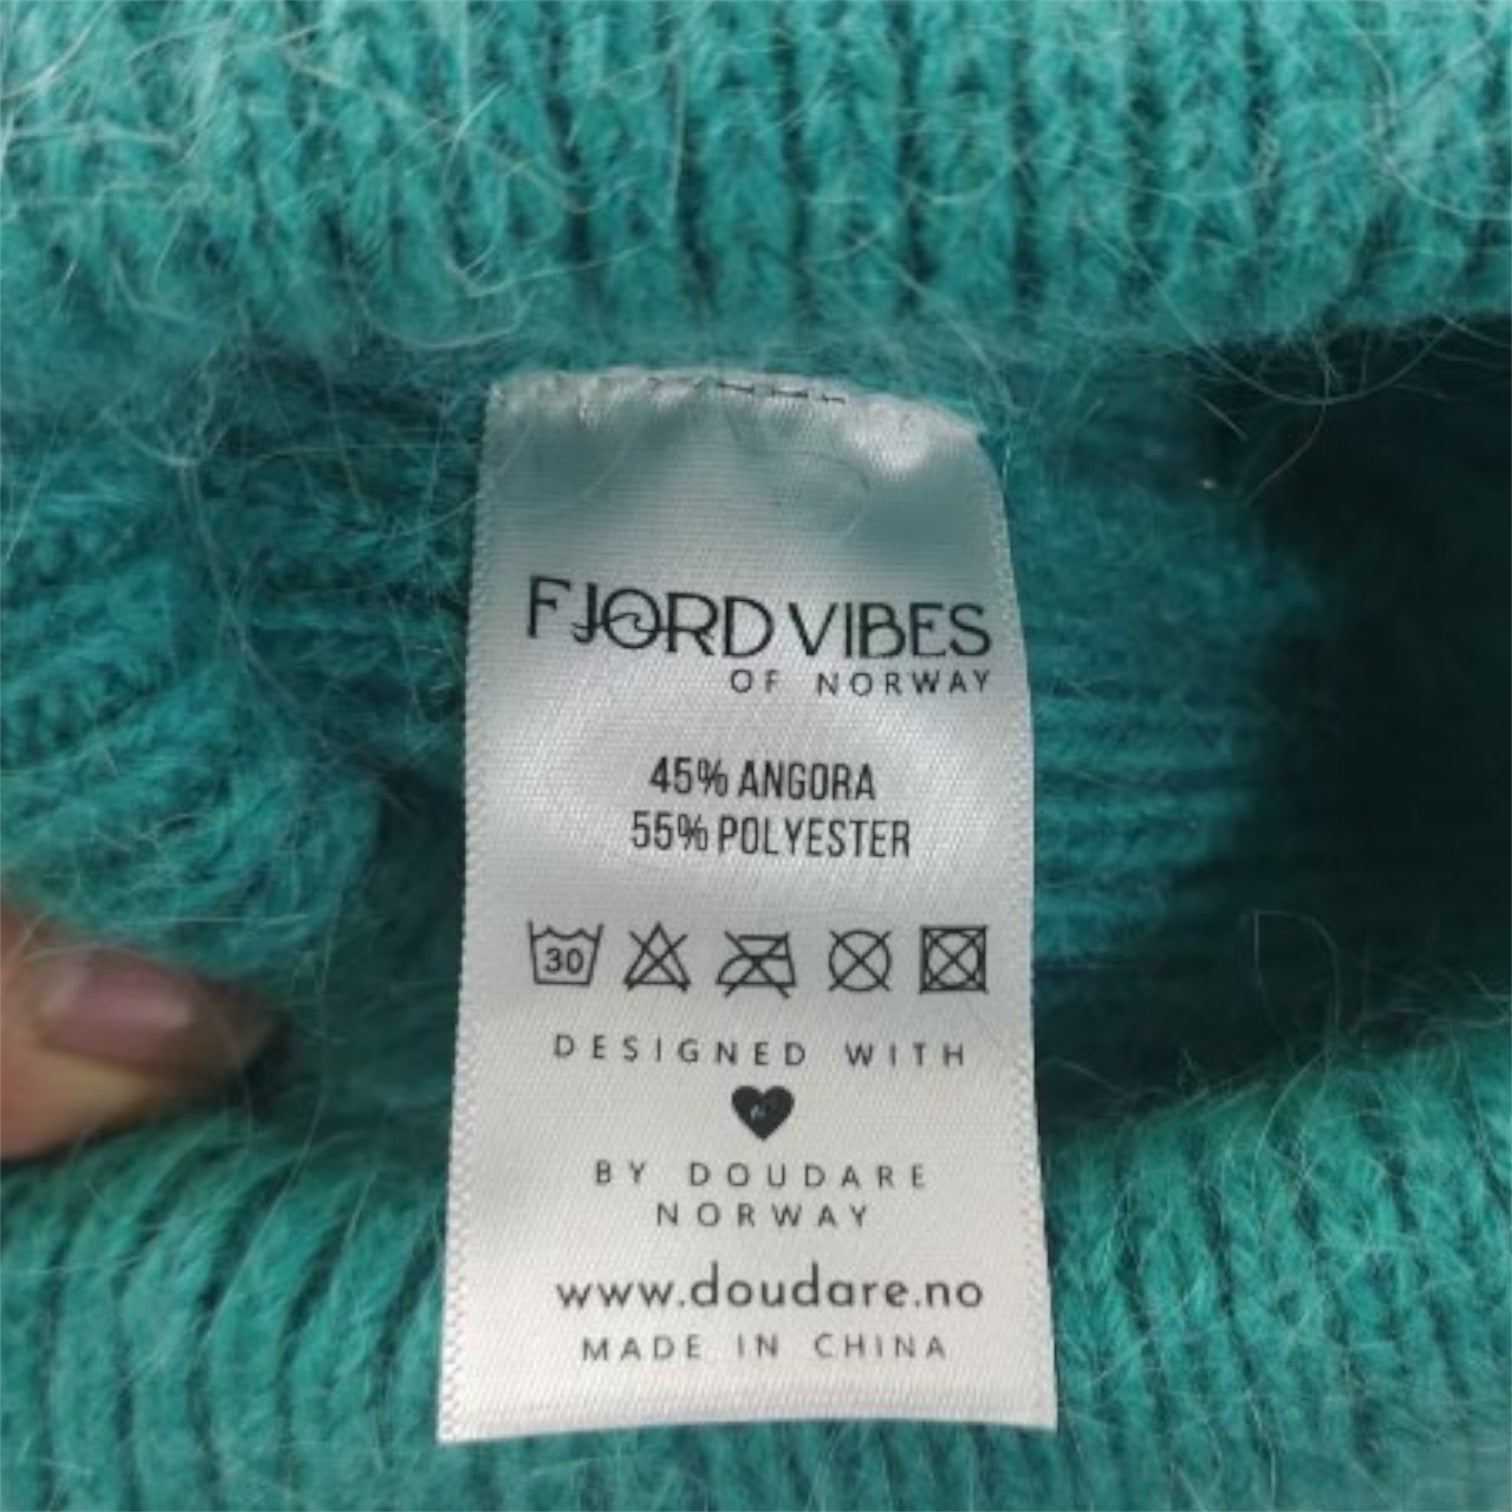 FJORD VIBES
OF NORWAY
45% ANGORA
55% POLYESTER
30
DESIGNED WITH
BY DOUDARE
NORWAY
www.doudare.no
MADE IN CHINA